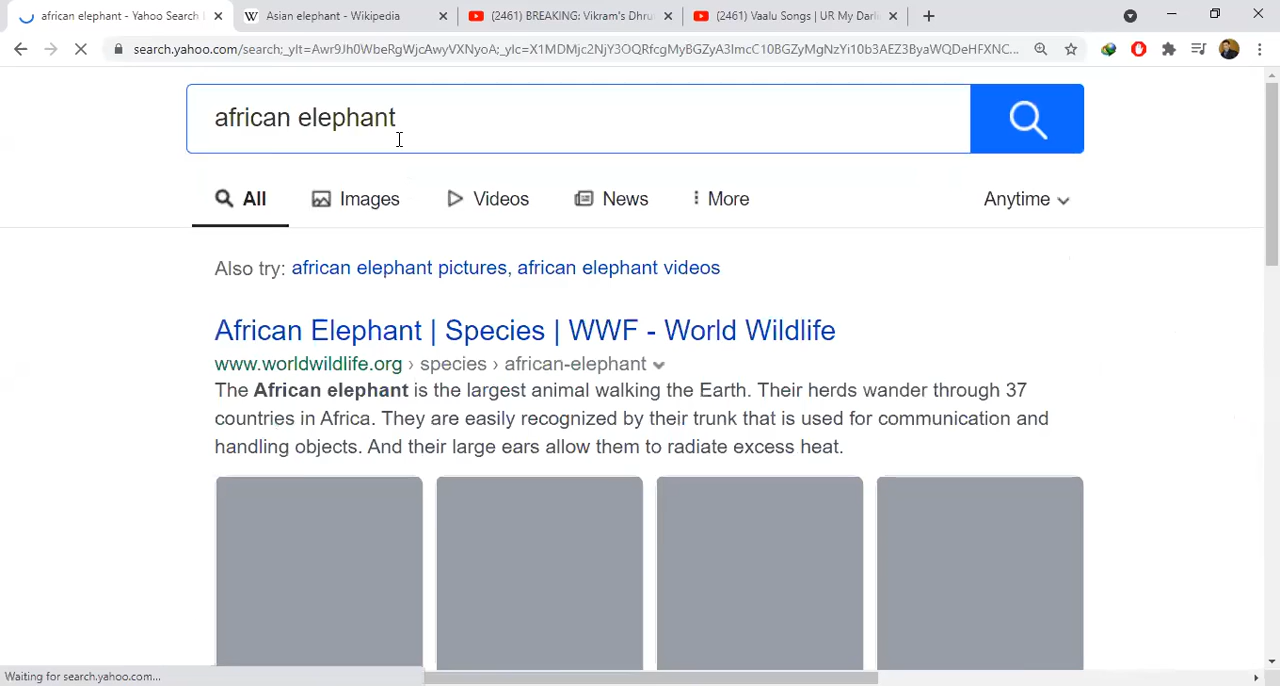 african elephant - Yahoo Search
Asian elephant - Wikipedia
(2461) BREAKING: Vikram's Dhru
(2461) Vaalu Songs | UR My Darli
search.yahoo.com/search;_ylt=Awr9Jh0WbeRgWjcAwyVXNyoA;_ylc=X1MDMjc2NjY3OQRfcgMyBGZyA3ImcC10BGZyMgNzYi10b3AEZ3ByaWQDeHFXNC...
african elephant
All
Images
Videos
News
More
Anytime
Also try: african elephant pictures, african elephant videos
African Elephant | Species | WWF - World Wildlife
www.worldwildlife.org › species › african-elephant
The African elephant is the largest animal walking the Earth. Their herds wander through 37
countries in Africa. They are easily recognized by their trunk that is used for communication and
handling objects. And their large ears allow them to radiate excess heat.
Waiting for search.yahoo.com...